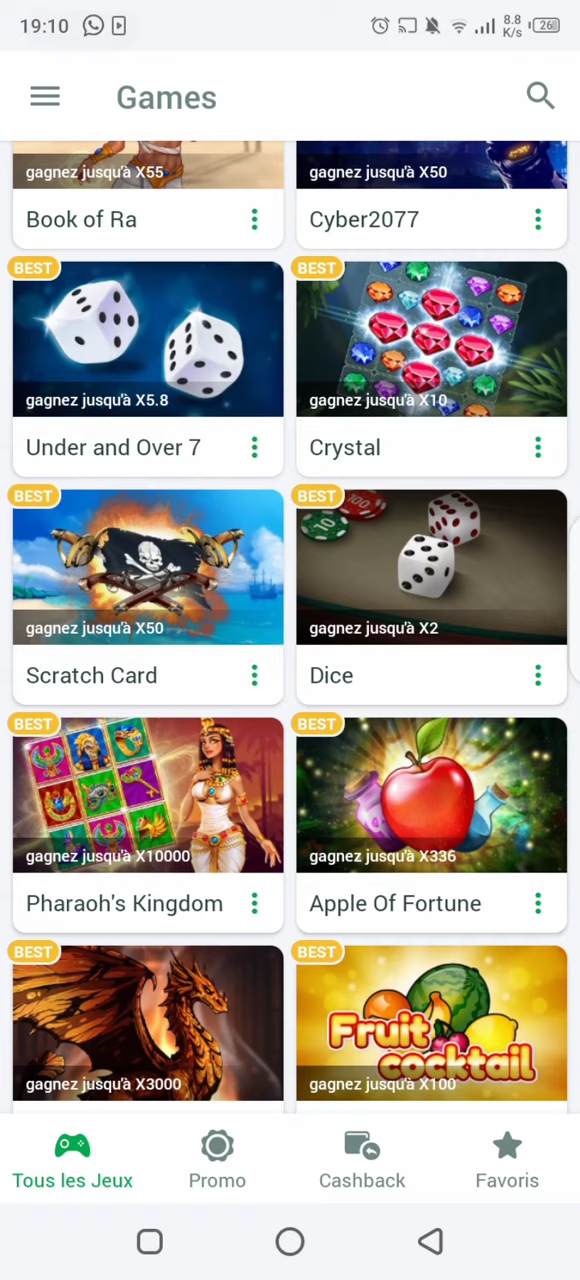 19:10
8.8
K/s
26
Games
gagnez jusqu'à X55
gagnez jusqu'à X50
Book of Ra
Cyber2077
BEST
BEST
gagnez jusqu'à X5.8
gagnez jusqu'à X10
Under and Over 7
Crystal
BEST
BEST
10
100
gagnez jusqu'à X50
gagnez jusqu'à X2
Scratch Card
Dice
BEST
BEST
gagnez jusqu'à X10000
gagnez jusqu'à X336
Pharaoh's Kingdom
Apple Of Fortune
BEST
BEST
Fruit
cocktail
gagnez jusqu'à X3000
gagnez jusqu'à X100
Tous les Jeux
Promo
Cashback
Favoris